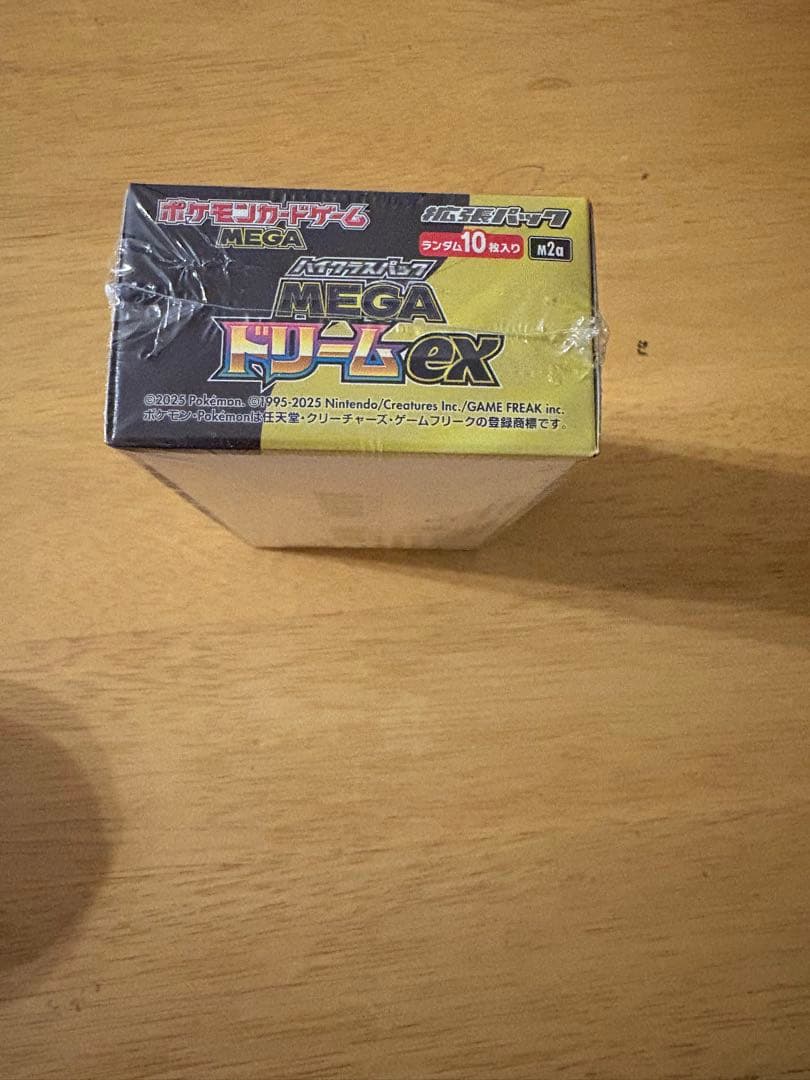 ポケモンカードゲーム
MEGA
拡張パック
ランダム10枚入り M2a
ハイクラスパック
MEGA
ドリームex
©2025 Pokémon. ©1995-2025 Nintendo/Creatures Inc./GAME FREAK inc.
ポケモン・Pokémonは任天堂・クリーチャーズ・ゲームフリークの登録商標です。